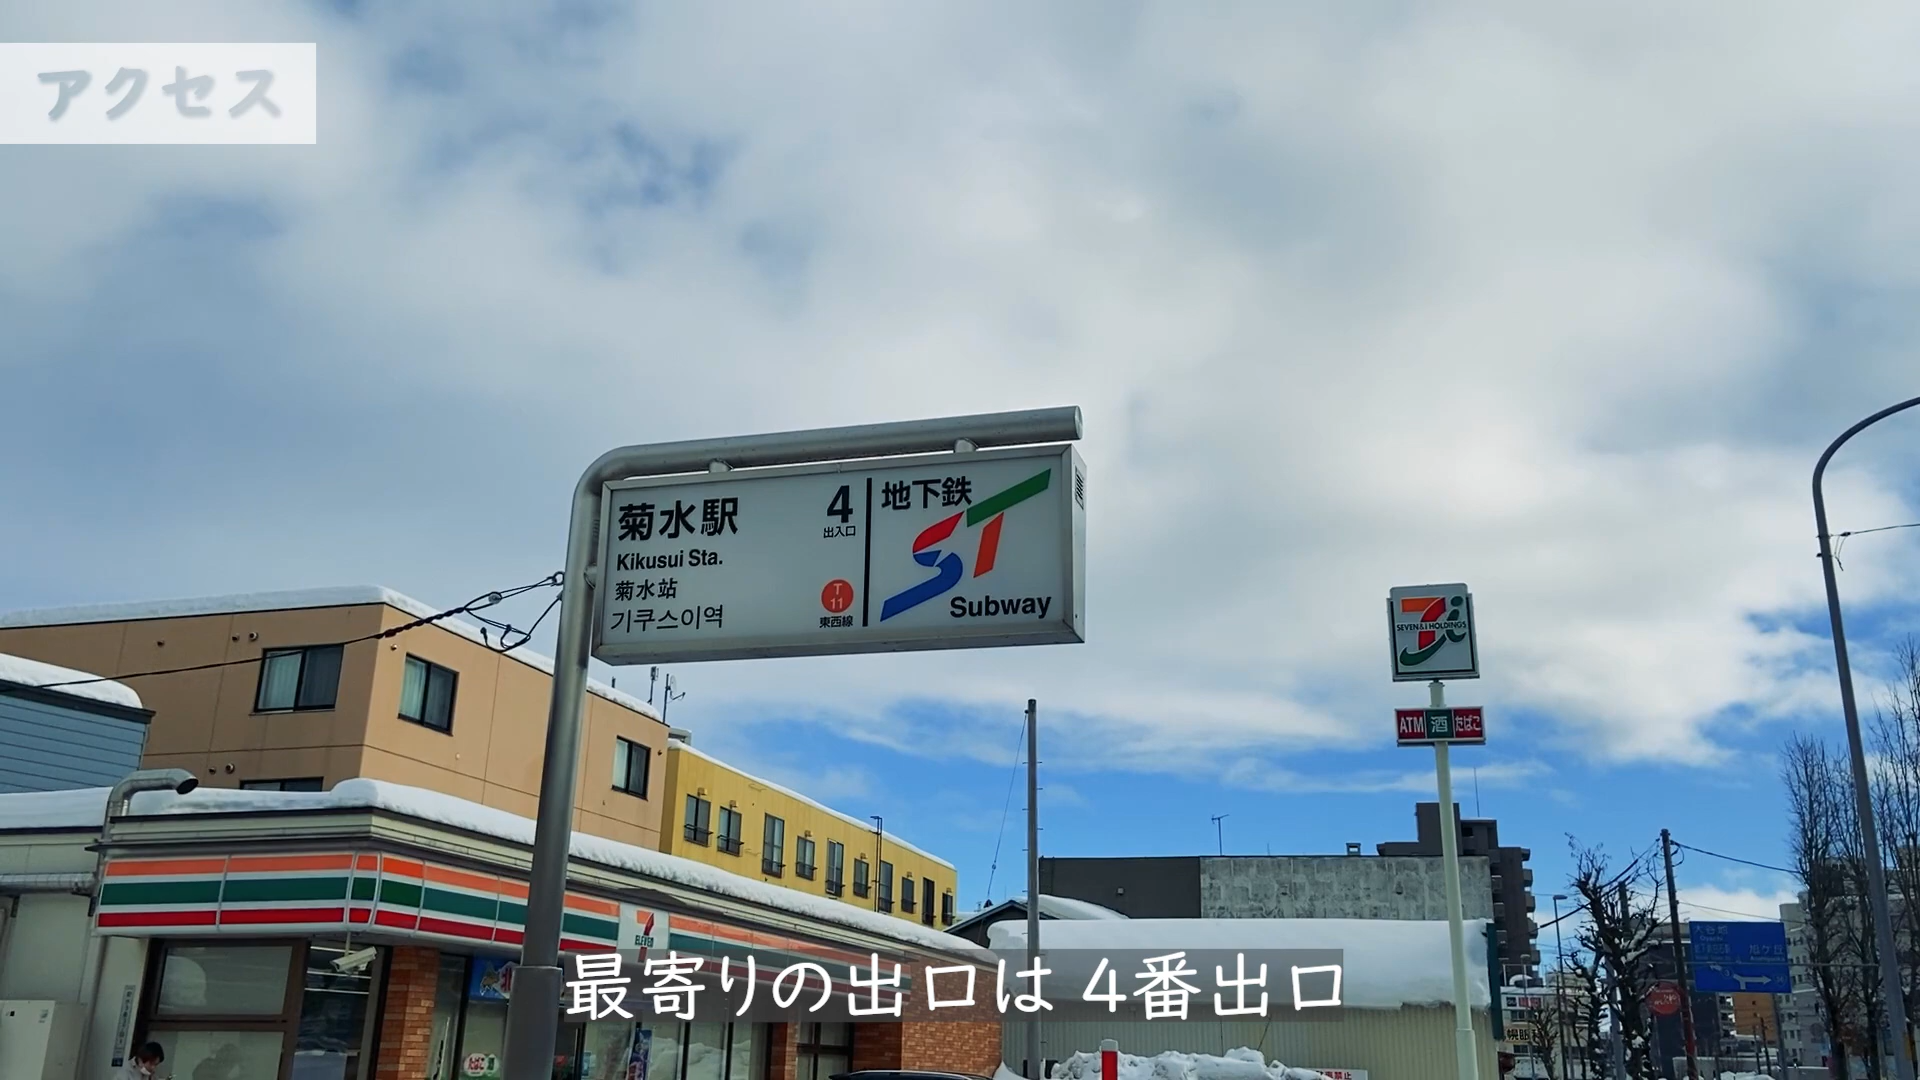 アクセス
菊水駅
4
出入口
Kikusui Sta.
菊水站
기쿠스이역
T
11
東西線
地下鉄
ST
Subway
SEVEN&i HOLDINGS
ATM 酒 たばこ
ELEVEN
最寄りの出口は 4番出口